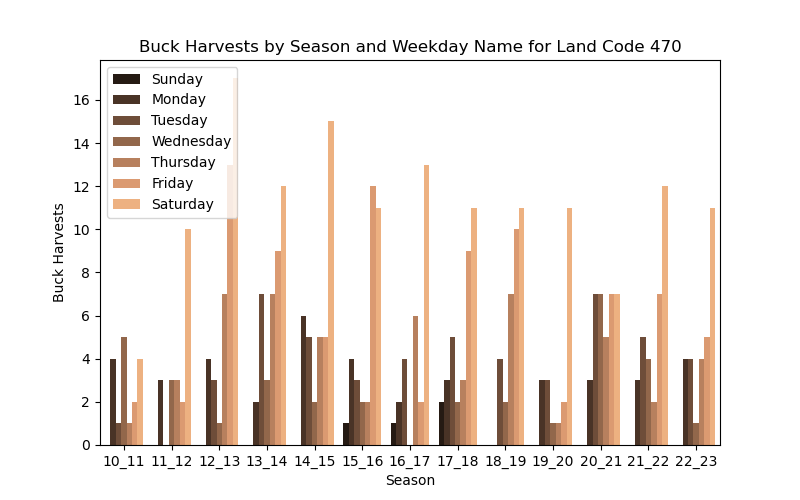 Buck Harvests by Season and Weekday Name for Land Code 470
Sunday
Monday
Tuesday
Wednesday
Thursday
Friday
Saturday
16
14
12
10
8
6
4
2
0
Buck Harvests
10_11 11_12 12_13 13_14 14_15 15_16 16_17 17_18 18_19 19_20 20_21 21_22 22_23
Season